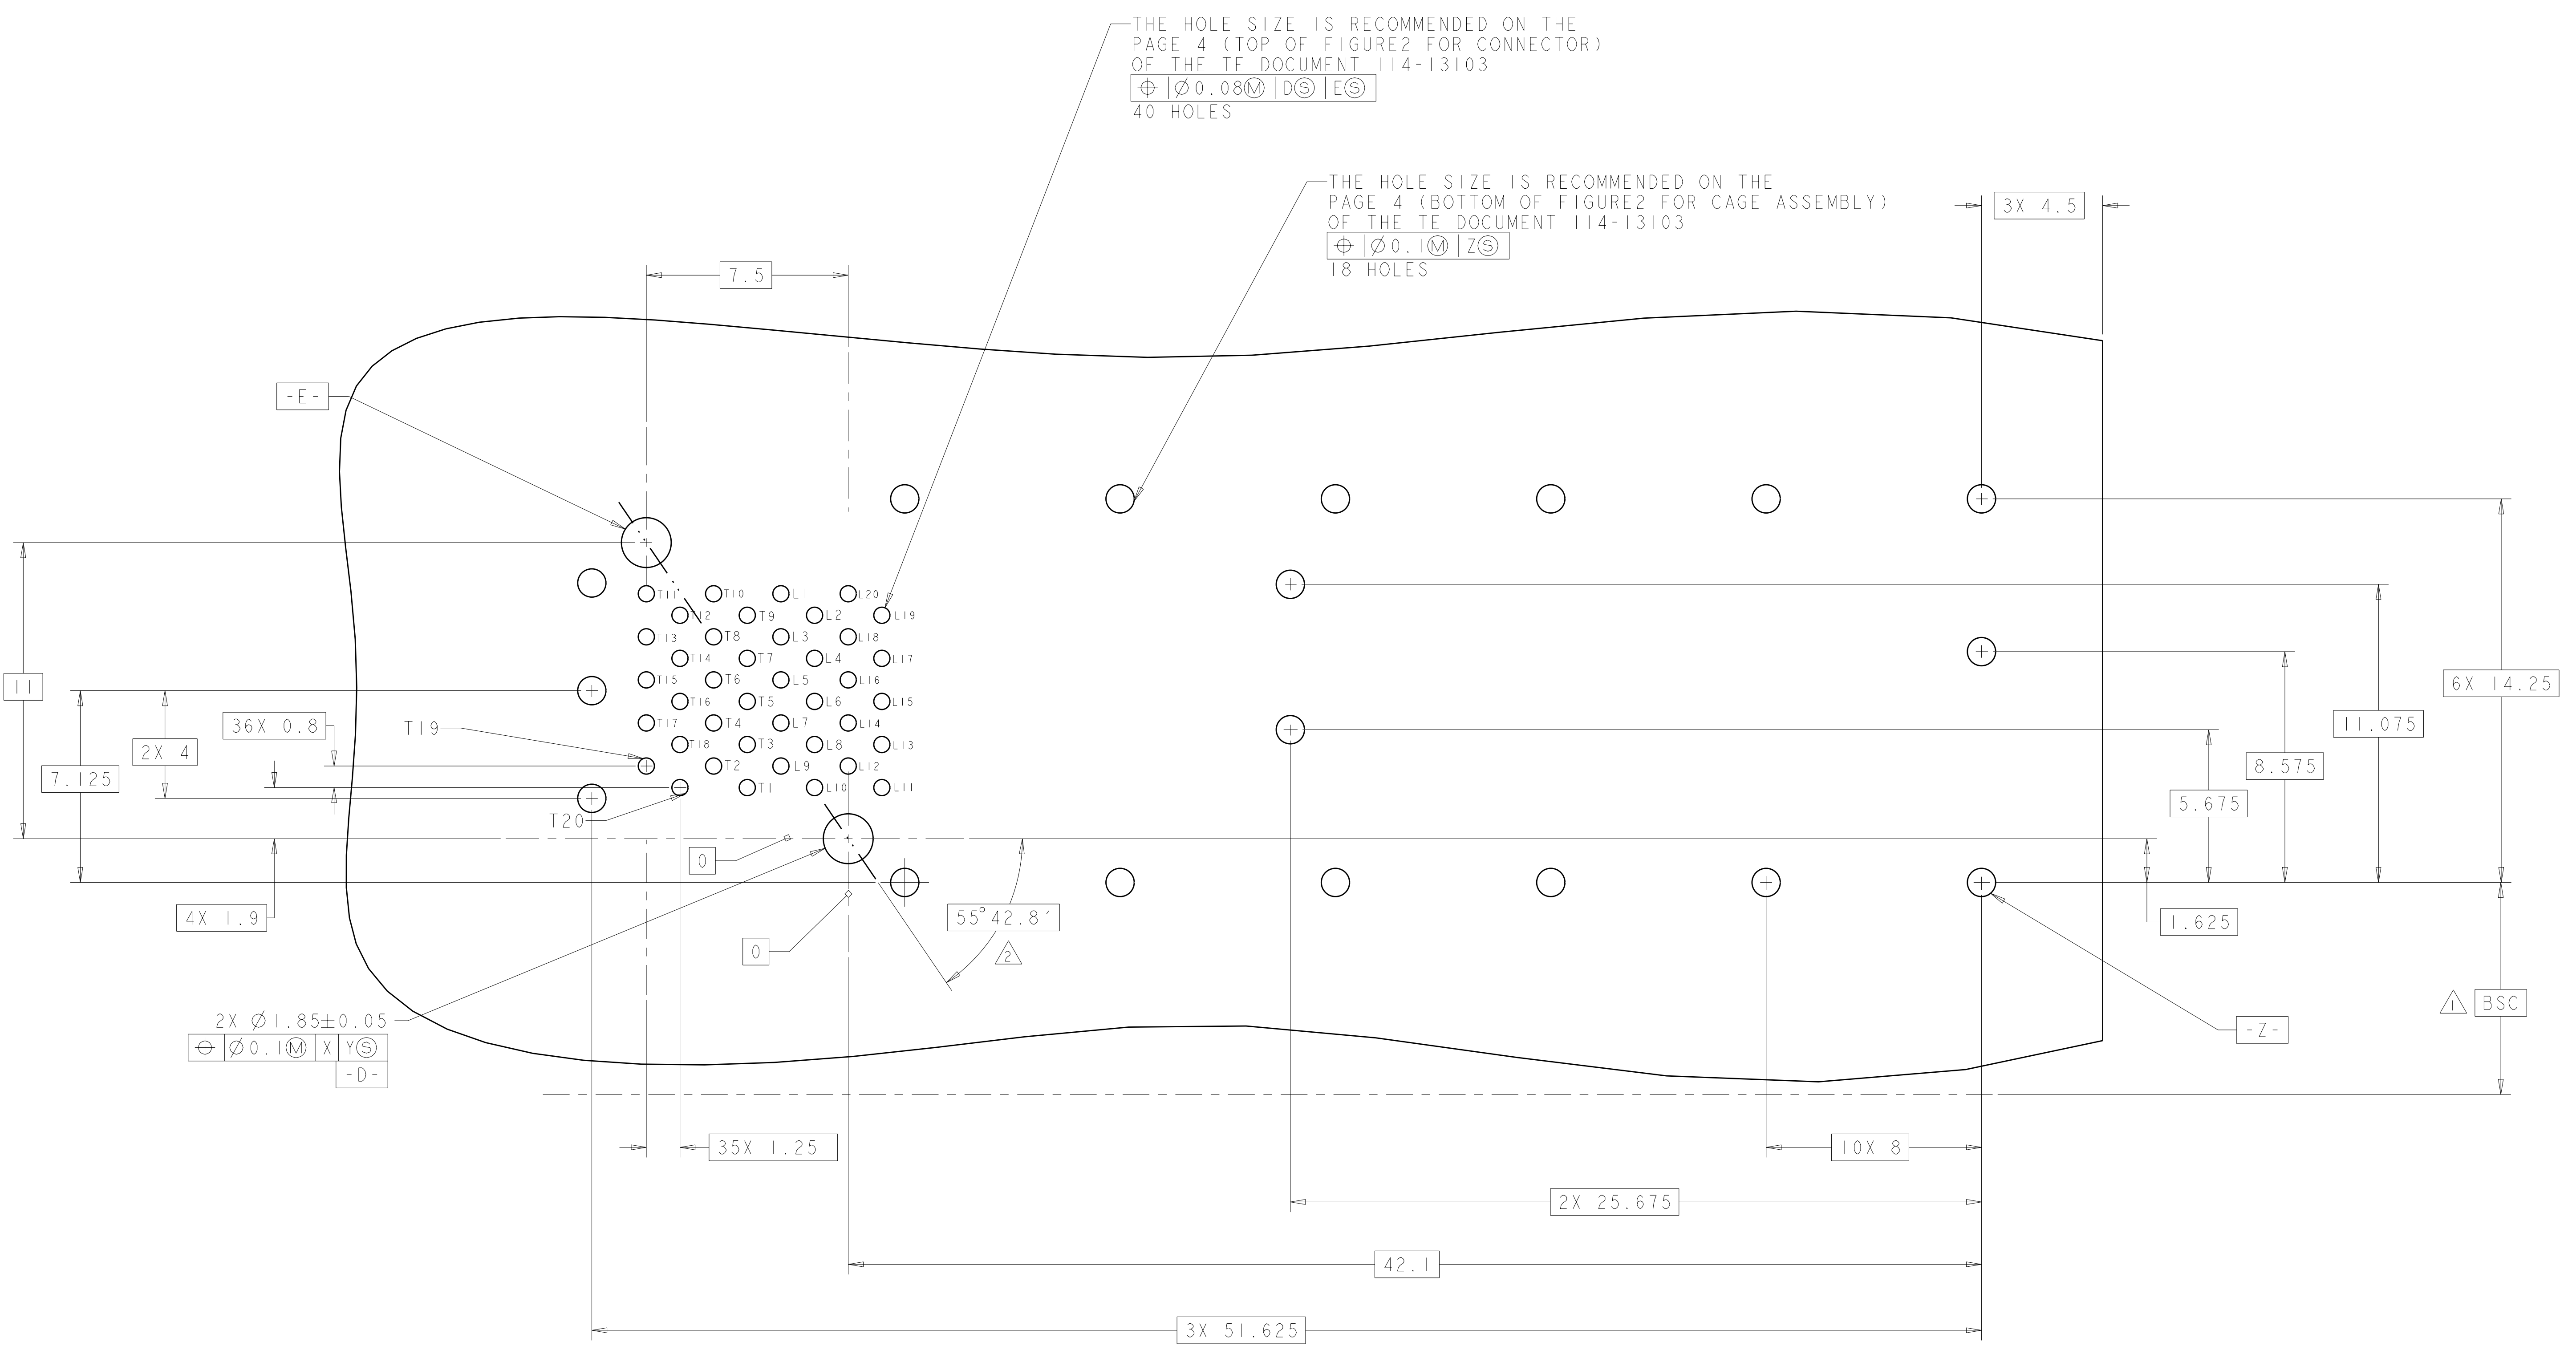 THE HOLE SIZE IS RECOMMENDED ON THE
PAGE 4 (TOP OF FIGURE2 FOR CONNECTOR)
OF THE TE DOCUMENT 114-13103
⌖ Ø0.08Ⓜ DⓈ EⓈ
40 HOLES
THE HOLE SIZE IS RECOMMENDED ON THE
PAGE 4 (BOTTOM OF FIGURE2 FOR CAGE ASSEMBLY)
OF THE TE DOCUMENT 114-13103
⌖ Ø0.1Ⓜ ZⓈ
18 HOLES
3X 4.5
7.5
-E-
T11 T10 L1 L20
T12 T9 L2 L19
T13 T8 L3 L18
T14 T7 L4 L17
T15 T6 L5 L16
T16 T5 L6 L15
T17 T4 L7 L14
T18 T3 L8 L13
T2 L9 L12
T1 L10 L11
T19
T20
11
36X 0.8
2X 4
7.125
4X 1.9
6X 14.25
11.075
8.575
5.675
1.625
0
0
55°42.8′
2
1
BSC
-Z-
2X Ø1.85±0.05
⌖ Ø0.1Ⓜ X YⓈ
-D-
35X 1.25
10X 8
2X 25.675
42.1
3X 51.625